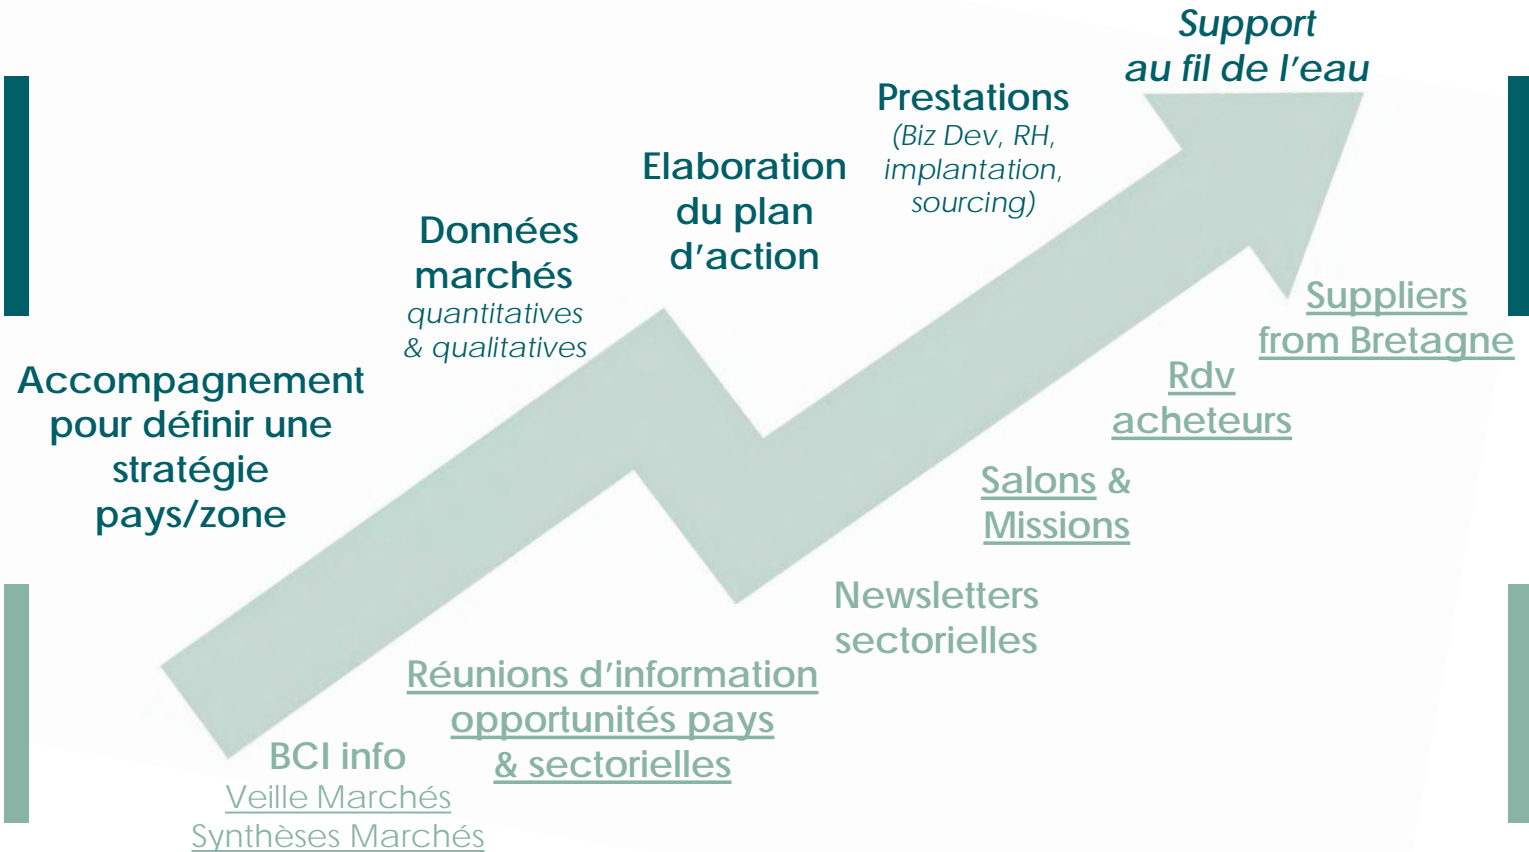 Support
au fil de l'eau
Prestations
(Biz Dev, RH,
implantation,
sourcing)
Elaboration
du plan
d'action
Données
marchés
quantitatives
& qualitatives
Accompagnement
pour définir une
stratégie
pays/zone
Suppliers
from Bretagne
Rdv
acheteurs
Salons &
Missions
Newsletters
sectorielles
Réunions d'information
opportunités pays
& sectorielles
BCI info
Veille Marchés
Synthèses Marchés